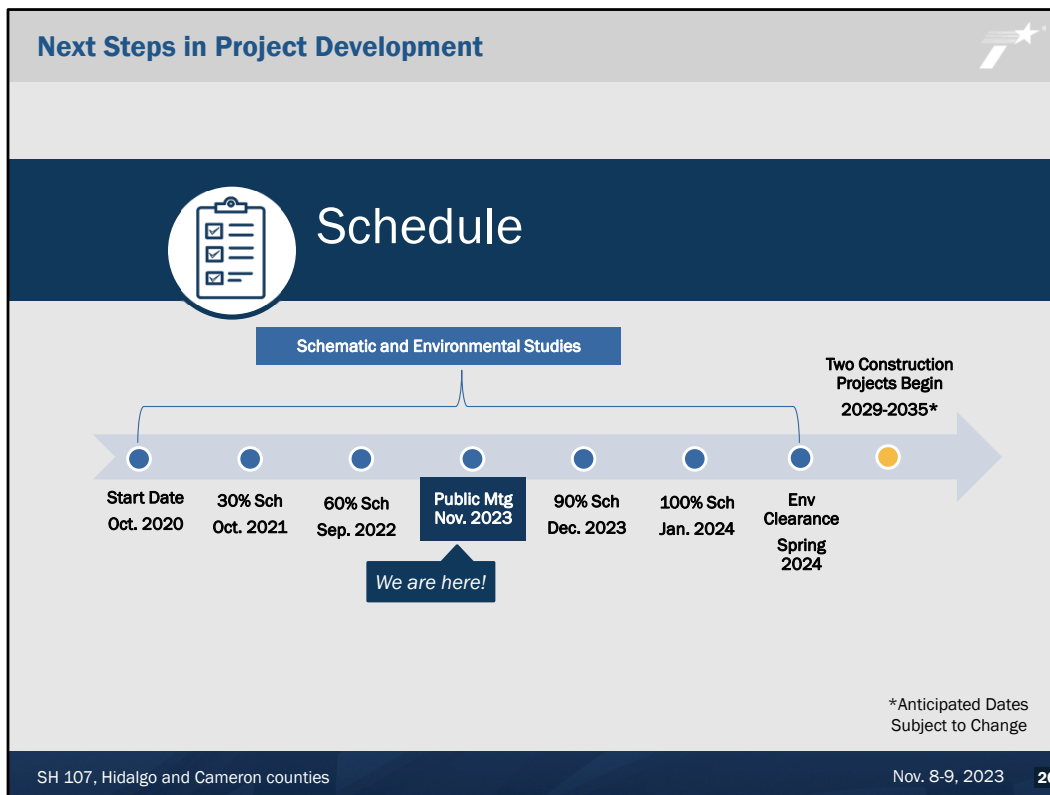 Next Steps in Project Development
Schedule
Schematic and Environmental Studies
Two Construction
Projects Begin
2029-2035*
Start Date
Oct. 2020
30% Sch
Oct. 2021
60% Sch
Sep. 2022
Public Mtg
Nov. 2023
90% Sch
Dec. 2023
100% Sch
Jan. 2024
Env
Clearance
Spring
2024
We are here!
*Anticipated Dates
Subject to Change
SH 107, Hidalgo and Cameron counties
Nov. 8-9, 2023